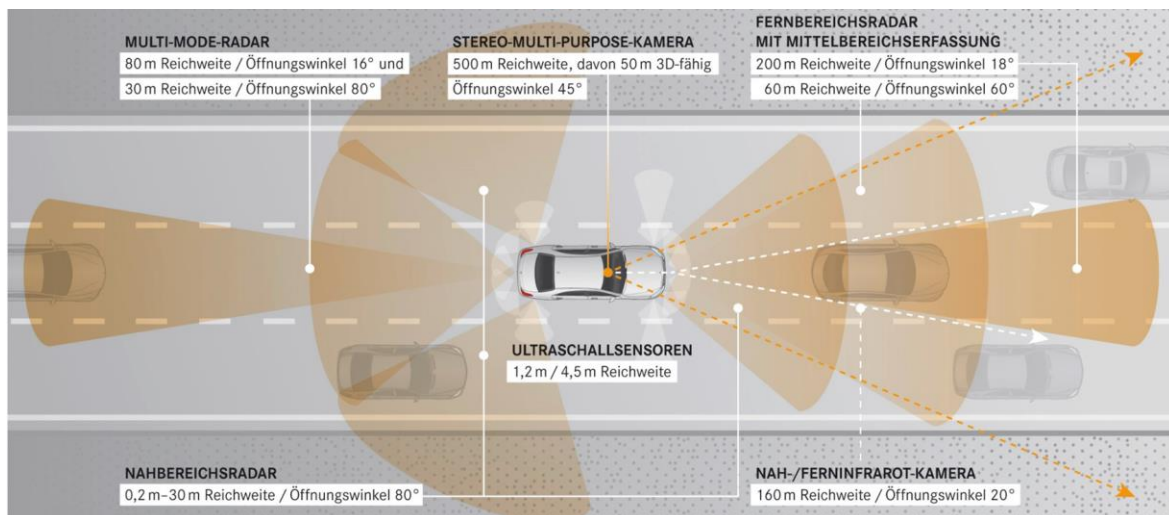 MULTI-MODE-RADAR
80 m Reichweite / Öffnungswinkel 16° und
30 m Reichweite / Öffnungswinkel 80°
STEREO-MULTI-PURPOSE-KAMERA
500 m Reichweite, davon 50 m 3D-fähig
Öffnungswinkel 45°
FERNBEREICHSRADAR
MIT MITTELBEREICHSERFASSUNG
200 m Reichweite / Öffnungswinkel 18°
60 m Reichweite / Öffnungswinkel 60°
ULTRASCHALLSENSOREN
1,2 m / 4,5 m Reichweite
NAHBEREICHSRADAR
0,2 m–30 m Reichweite / Öffnungswinkel 80°
NAH-/FERNINFRAROT-KAMERA
160 m Reichweite / Öffnungswinkel 20°